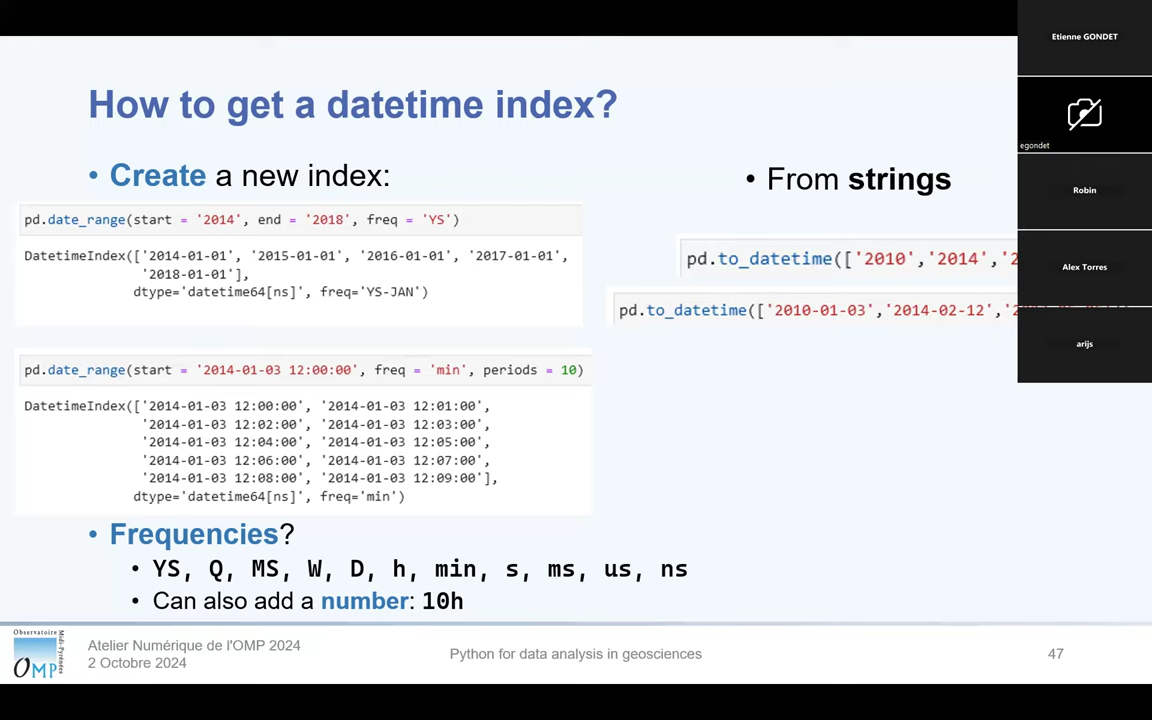 How to get a datetime index?
• Create a new index:
pd.date_range(start = '2014', end = '2018', freq = 'YS')
DatetimeIndex(['2014-01-01', '2015-01-01', '2016-01-01', '2017-01-01',
'2018-01-01'],
dtype='datetime64[ns]', freq='YS-JAN')
pd.date_range(start = '2014-01-03 12:00:00', freq = 'min', periods = 10)
DatetimeIndex(['2014-01-03 12:00:00', '2014-01-03 12:01:00',
'2014-01-03 12:02:00', '2014-01-03 12:03:00',
'2014-01-03 12:04:00', '2014-01-03 12:05:00',
'2014-01-03 12:06:00', '2014-01-03 12:07:00',
'2014-01-03 12:08:00', '2014-01-03 12:09:00'],
dtype='datetime64[ns]', freq='min')
• Frequencies?
• YS, Q, MS, W, D, h, min, s, ms, us, ns
• Can also add a number: 10h
• From strings
pd.to_datetime(['2010','2014','2
pd.to_datetime(['2010-01-03','2014-02-12','2
Etienne GONDET
egondet
Robin
Alex Torres
arijs
Observatoire
Midi-Pyrénées
OMP
Atelier Numérique de l'OMP 2024
2 Octobre 2024
Python for data analysis in geosciences
47